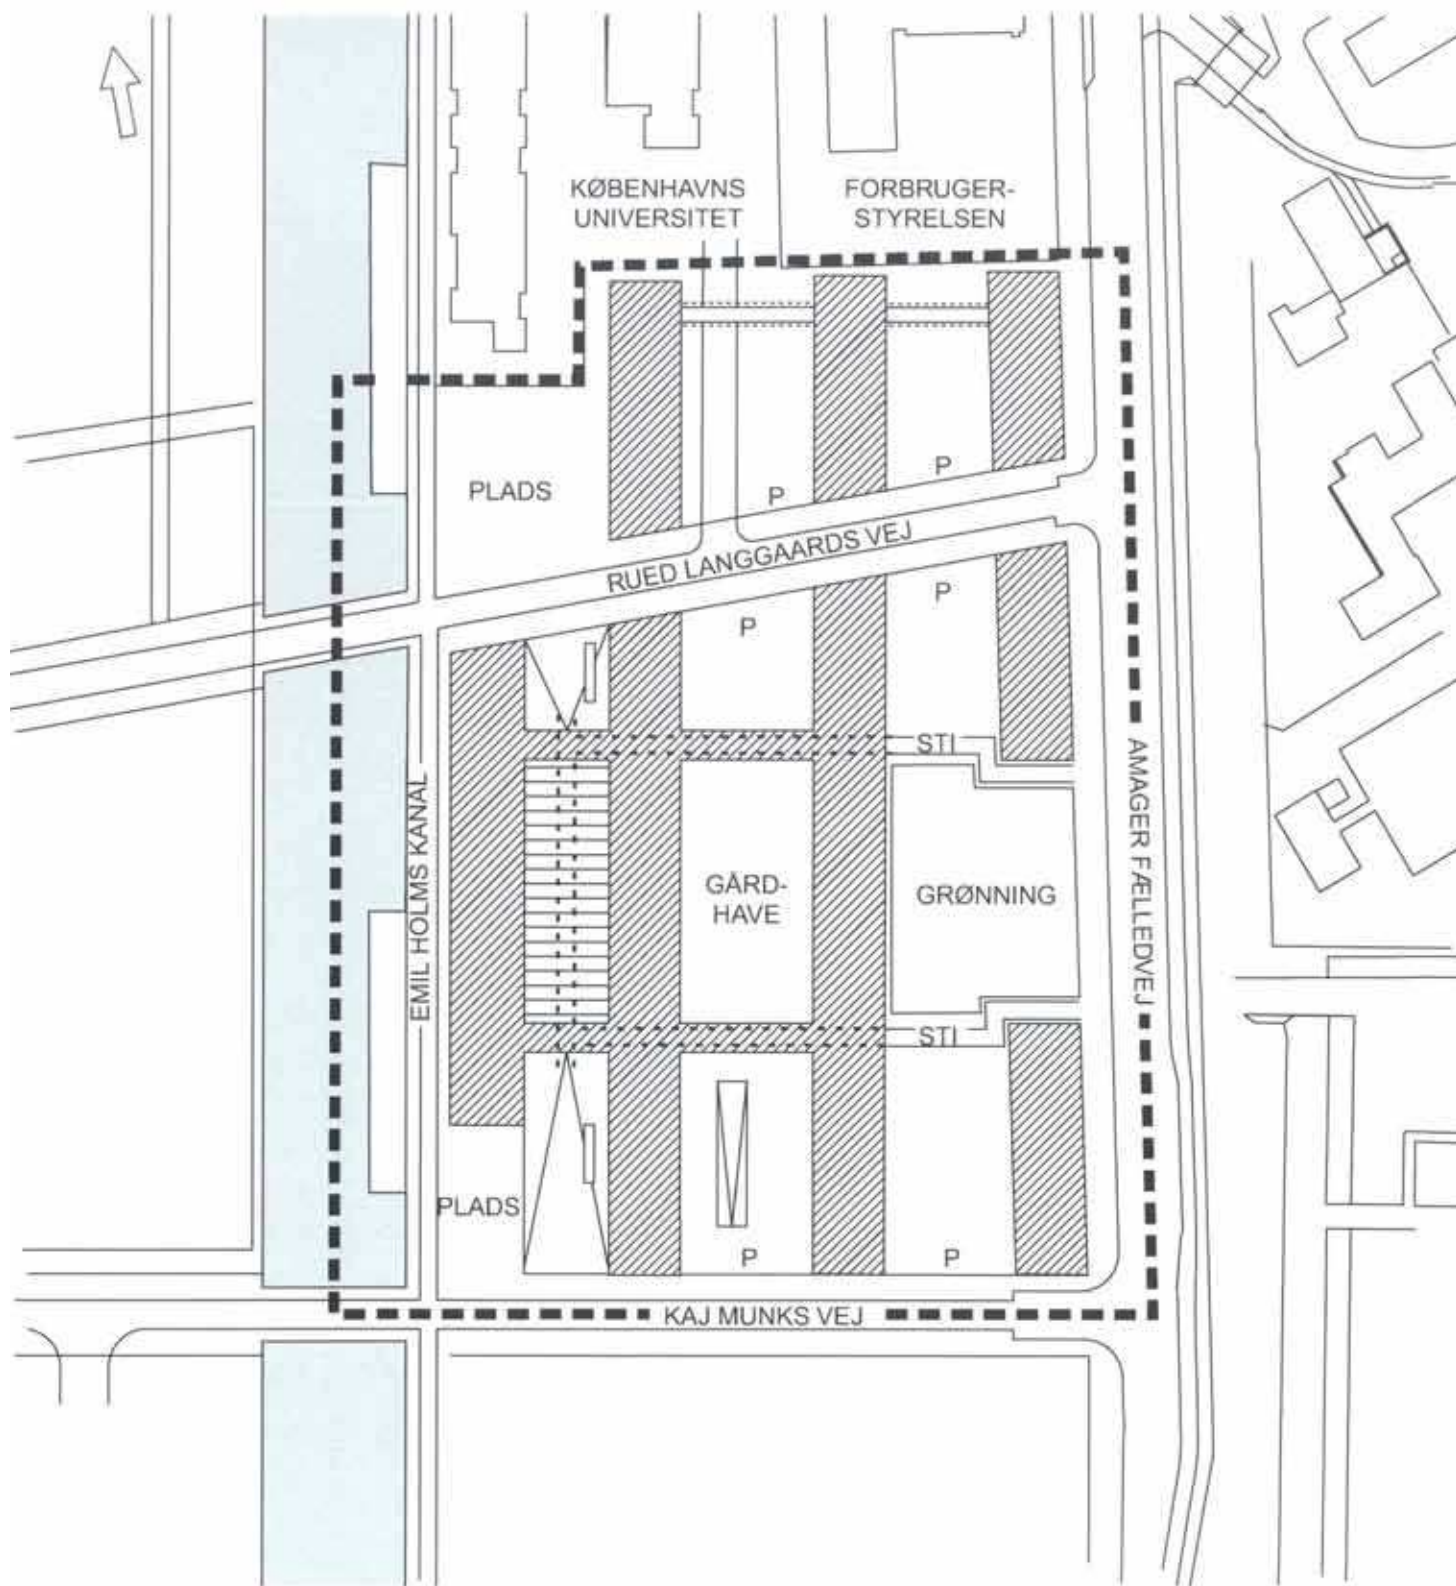 KØBENHAVNS
UNIVERSITET
FORBRUGER-
STYRELSEN
PLADS
P
P
RUED LANGGAARDS VEJ
P
P
STI
EMIL HOLMS KANAL
AMAGER FÆLLEDVEJ
GÅRD-
HAVE
GRØNNING
STI
PLADS
P
P
KAJ MUNKS VEJ